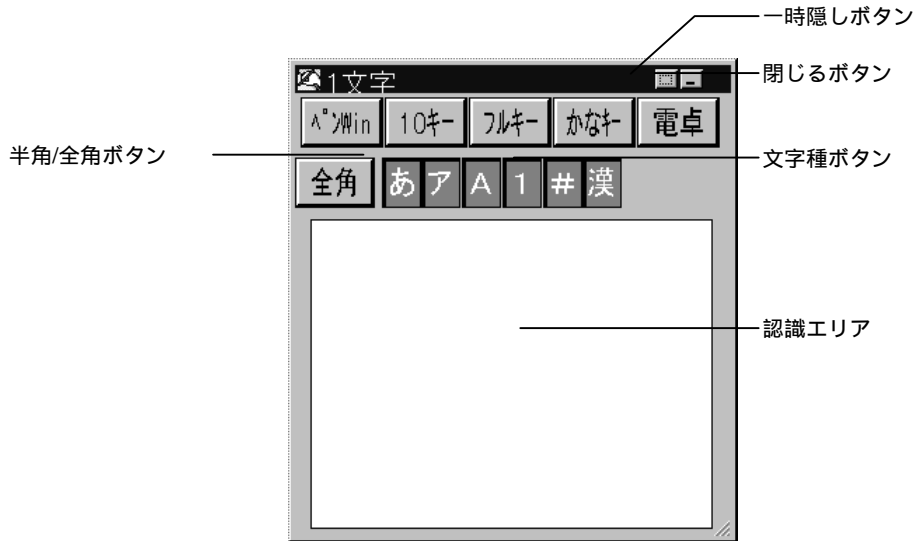 一時隠しボタン
1文字
閉じるボタン
ﾍﾟﾝWin 10ｷｰ ﾌﾙｷｰ かなｷｰ 電卓
半角/全角ボタン
文字種ボタン
全角 あ ア A 1 # 漢
認識エリア